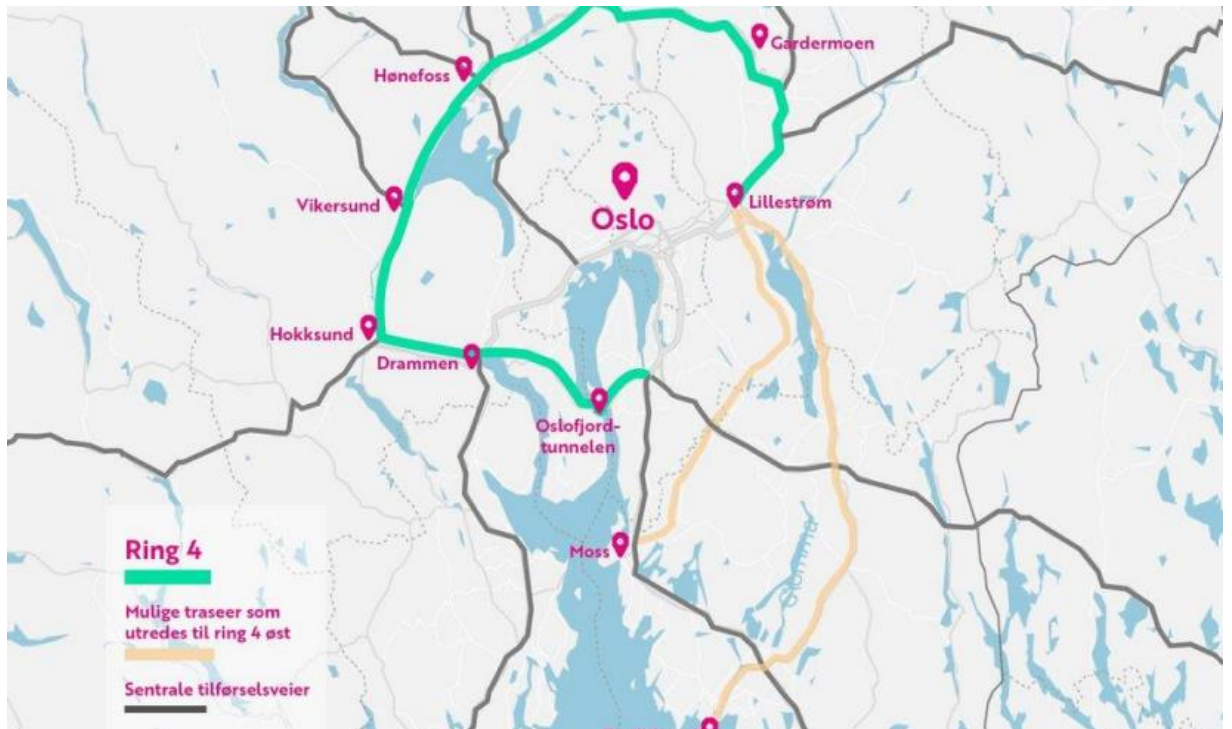 Gardermoen
Hønefoss
Vikersund
Oslo
Lillestrøm
Hokksund
Drammen
Oslofjord-
tunnelen
Moss
Glomma
Ring 4
Mulige traseer som
utredes til ring 4 øst
Sentrale tilførselsveier